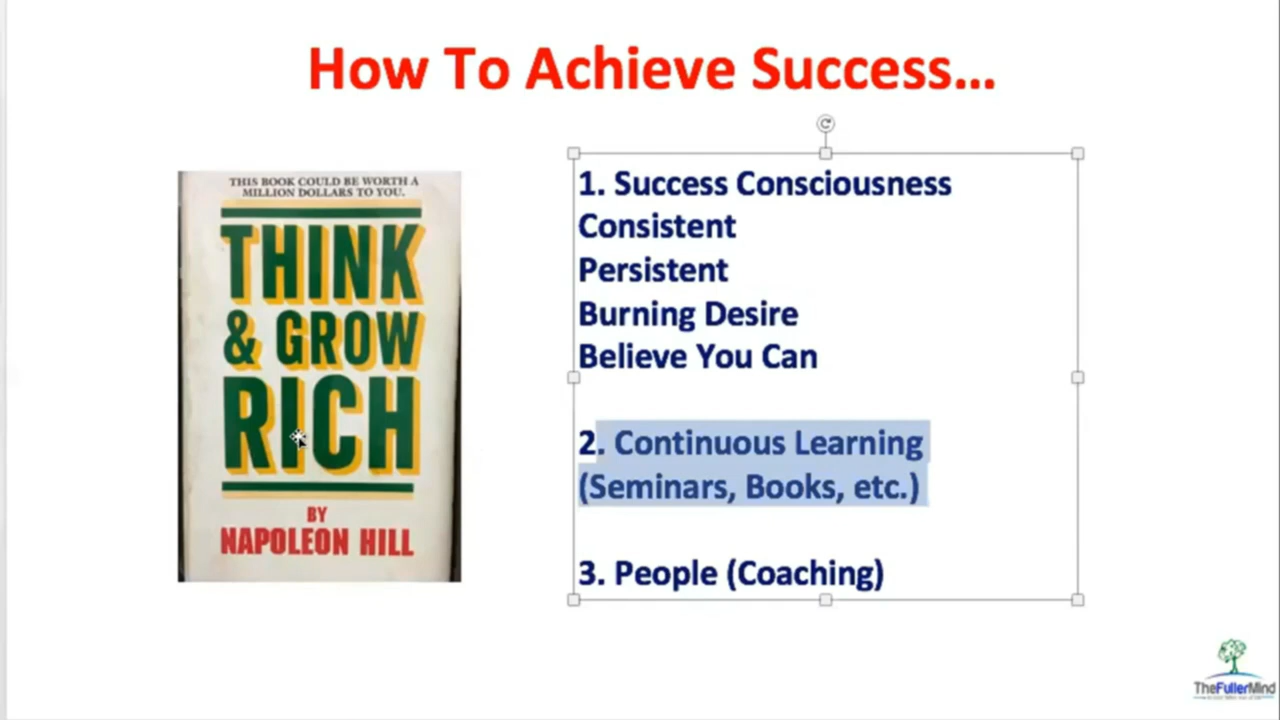 How To Achieve Success...
THIS BOOK COULD BE WORTH A
MILLION DOLLARS TO YOU.
THINK
& GROW
RICH
BY
NAPOLEON HILL
1. Success Consciousness
Consistent
Persistent
Burning Desire
Believe You Can
2. Continuous Learning
(Seminars, Books, etc.)
3. People (Coaching)
TheFullerMind